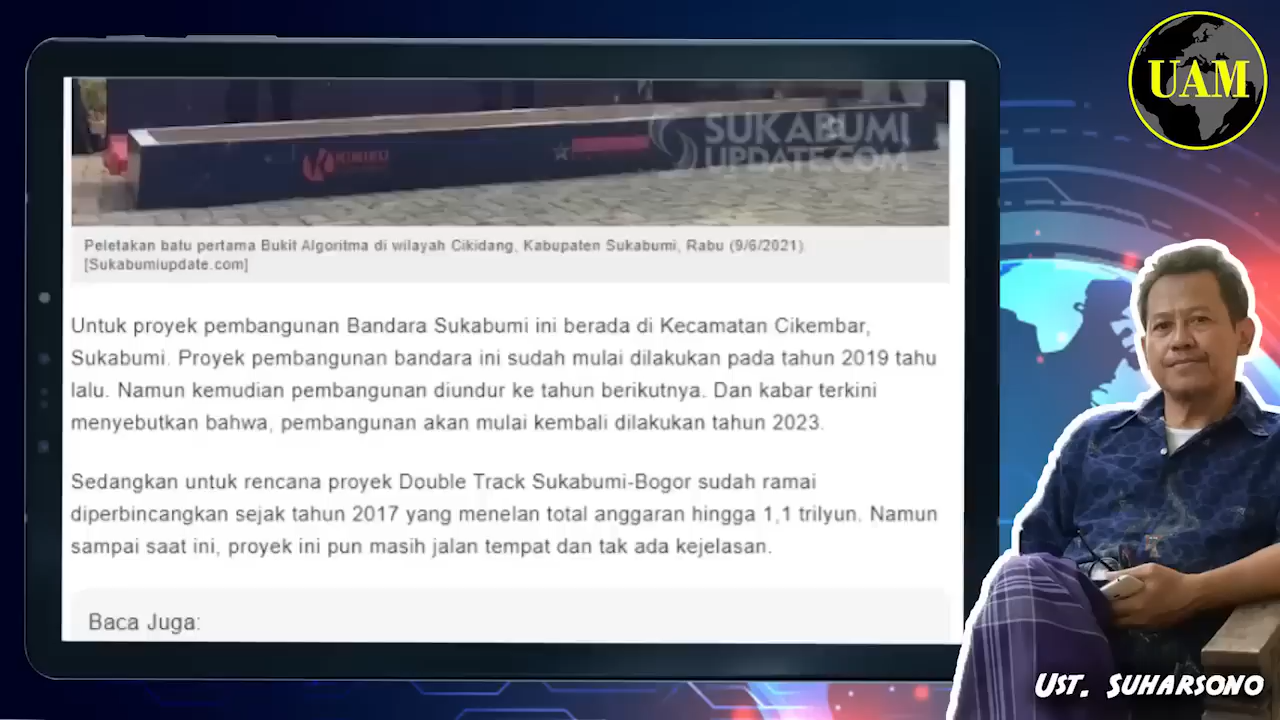 UAM
SUKABUMI
UPDATE.COM
Peletakan batu pertama Bukit Algoritma di wilayah Cikidang, Kabupaten Sukabumi, Rabu (9/6/2021)
[Sukabumiupdate.com]
Untuk proyek pembangunan Bandara Sukabumi ini berada di Kecamatan Cikembar,
Sukabumi. Proyek pembangunan bandara ini sudah mulai dilakukan pada tahun 2019 tahu
lalu. Namun kemudian pembangunan diundur ke tahun berikutnya. Dan kabar terkini
menyebutkan bahwa, pembangunan akan mulai kembali dilakukan tahun 2023.
Sedangkan untuk rencana proyek Double Track Sukabumi-Bogor sudah ramai
diperbincangkan sejak tahun 2017 yang menelan total anggaran hingga 1,1 trilyun. Namun
sampai saat ini, proyek ini pun masih jalan tempat dan tak ada kejelasan.
Baca Juga:
UST. SUHARSONO